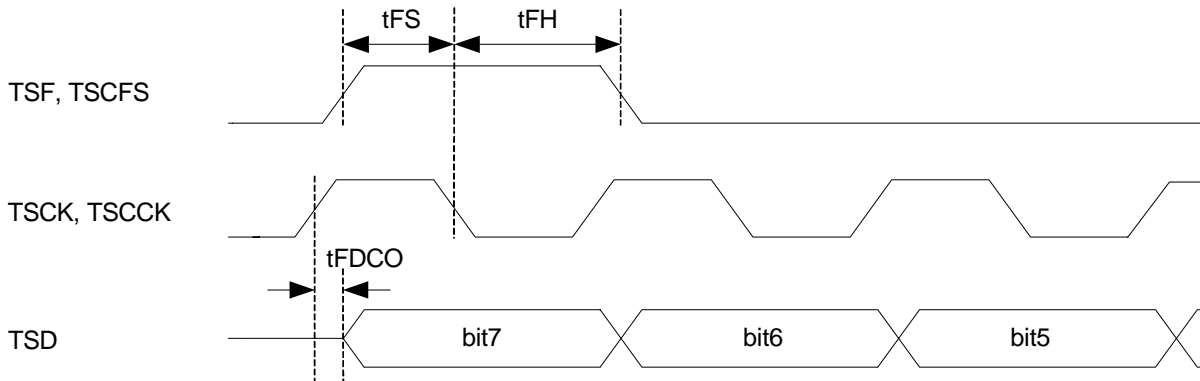 tFS
tFH
TSF, TSCFS
TSCK, TSCCK
tFDCO
TSD
bit7
bit6
bit5